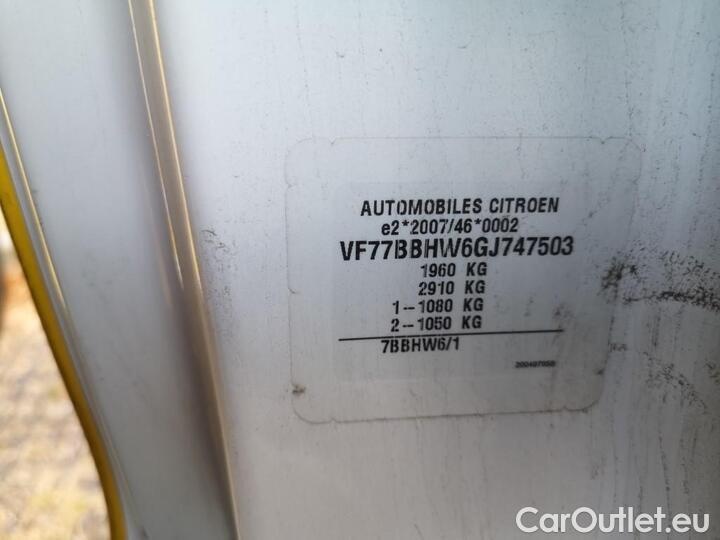 AUTOMOBILES CITROEN
e2*2007/46*0002
VF77BBHW6GJ747503
1960 KG
2910 KG
1--1080 KG
2--1050 KG
7BBHW6/1
CarOutlet.eu